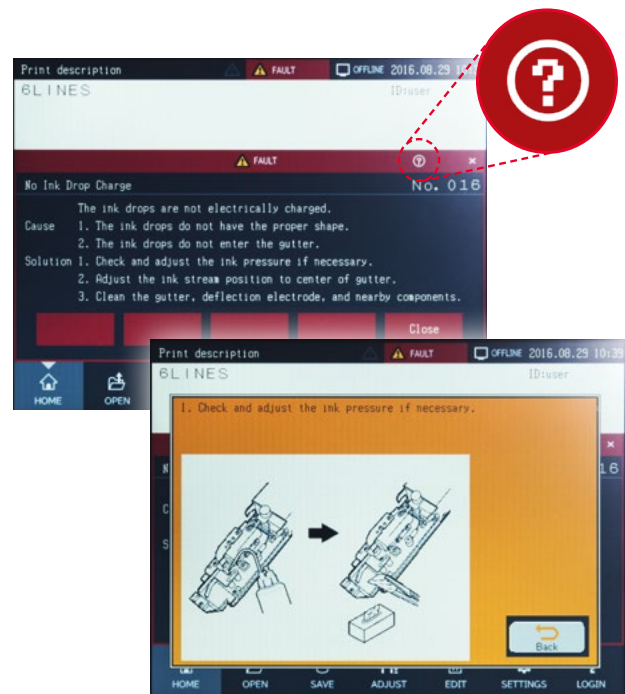 Print description FAULT OFFLINE 2016.08.29
6LINES ID:user
?
FAULT ? ×
No Ink Drop Charge No. 016
The ink drops are not electrically charged.
Cause 1. The ink drops do not have the proper shape.
2. The ink drops do not enter the gutter.
Solution 1. Check and adjust the ink pressure if necessary.
2. Adjust the ink stream position to center of gutter.
3. Clean the gutter, deflection electrode, and nearby components.
Close
HOME OPEN
Print description FAULT OFFLINE 2016.08.29 10:39
6LINES ID:user
1. Check and adjust the ink pressure if necessary.
×
N 16
C
S
Back
HOME OPEN SAVE ADJUST EDIT SETTINGS LOGIN